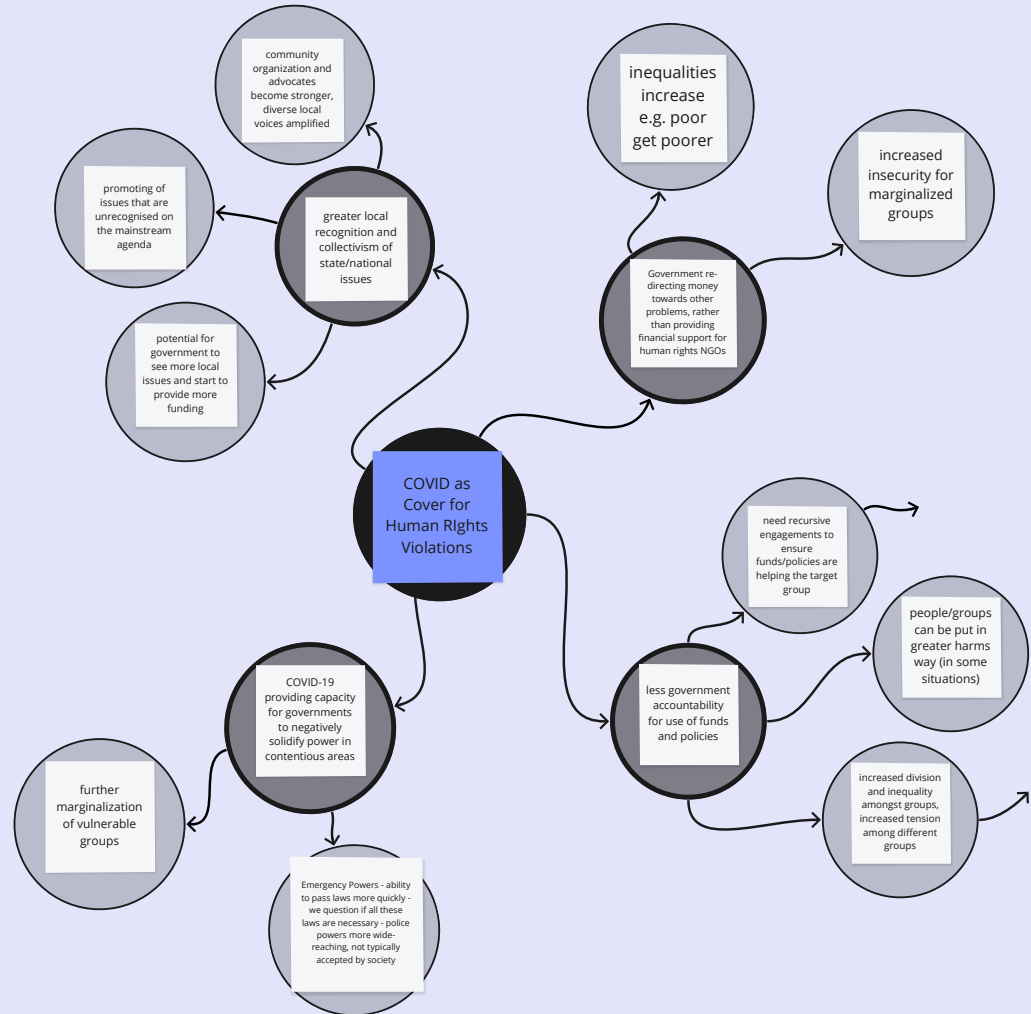 community
organization and
advocates
become stronger,
diverse local
voices amplified
promoting of
issues that are
unrecognised on
the mainstream
agenda
greater local
recognition and
collectivism of
state/national
issues
potential for
government to
see more local
issues and start to
provide more
funding
inequalities
increase
e.g. poor
get poorer
increased
insecurity for
marginalized
groups
Government re-
directing money
towards other
problems, rather
than providing
financial support for
human rights NGOs
COVID as
Cover for
Human RIghts
Violations
need recursive
engagements to
ensure
funds/policies are
helping the target
group
people/groups
can be put in
greater harms
way (in some
situations)
less government
accountability
for use of funds
and policies
increased division
and inequality
amongst groups,
increased tension
among different
groups
COVID-19
providing capacity
for governments
to negatively
solidify power in
contentious areas
further
marginalization
of vulnerable
groups
Emergency Powers - ability
to pass laws more quickly -
we question if all these
laws are necessary - police
powers more wide-
reaching, not typically
accepted by society